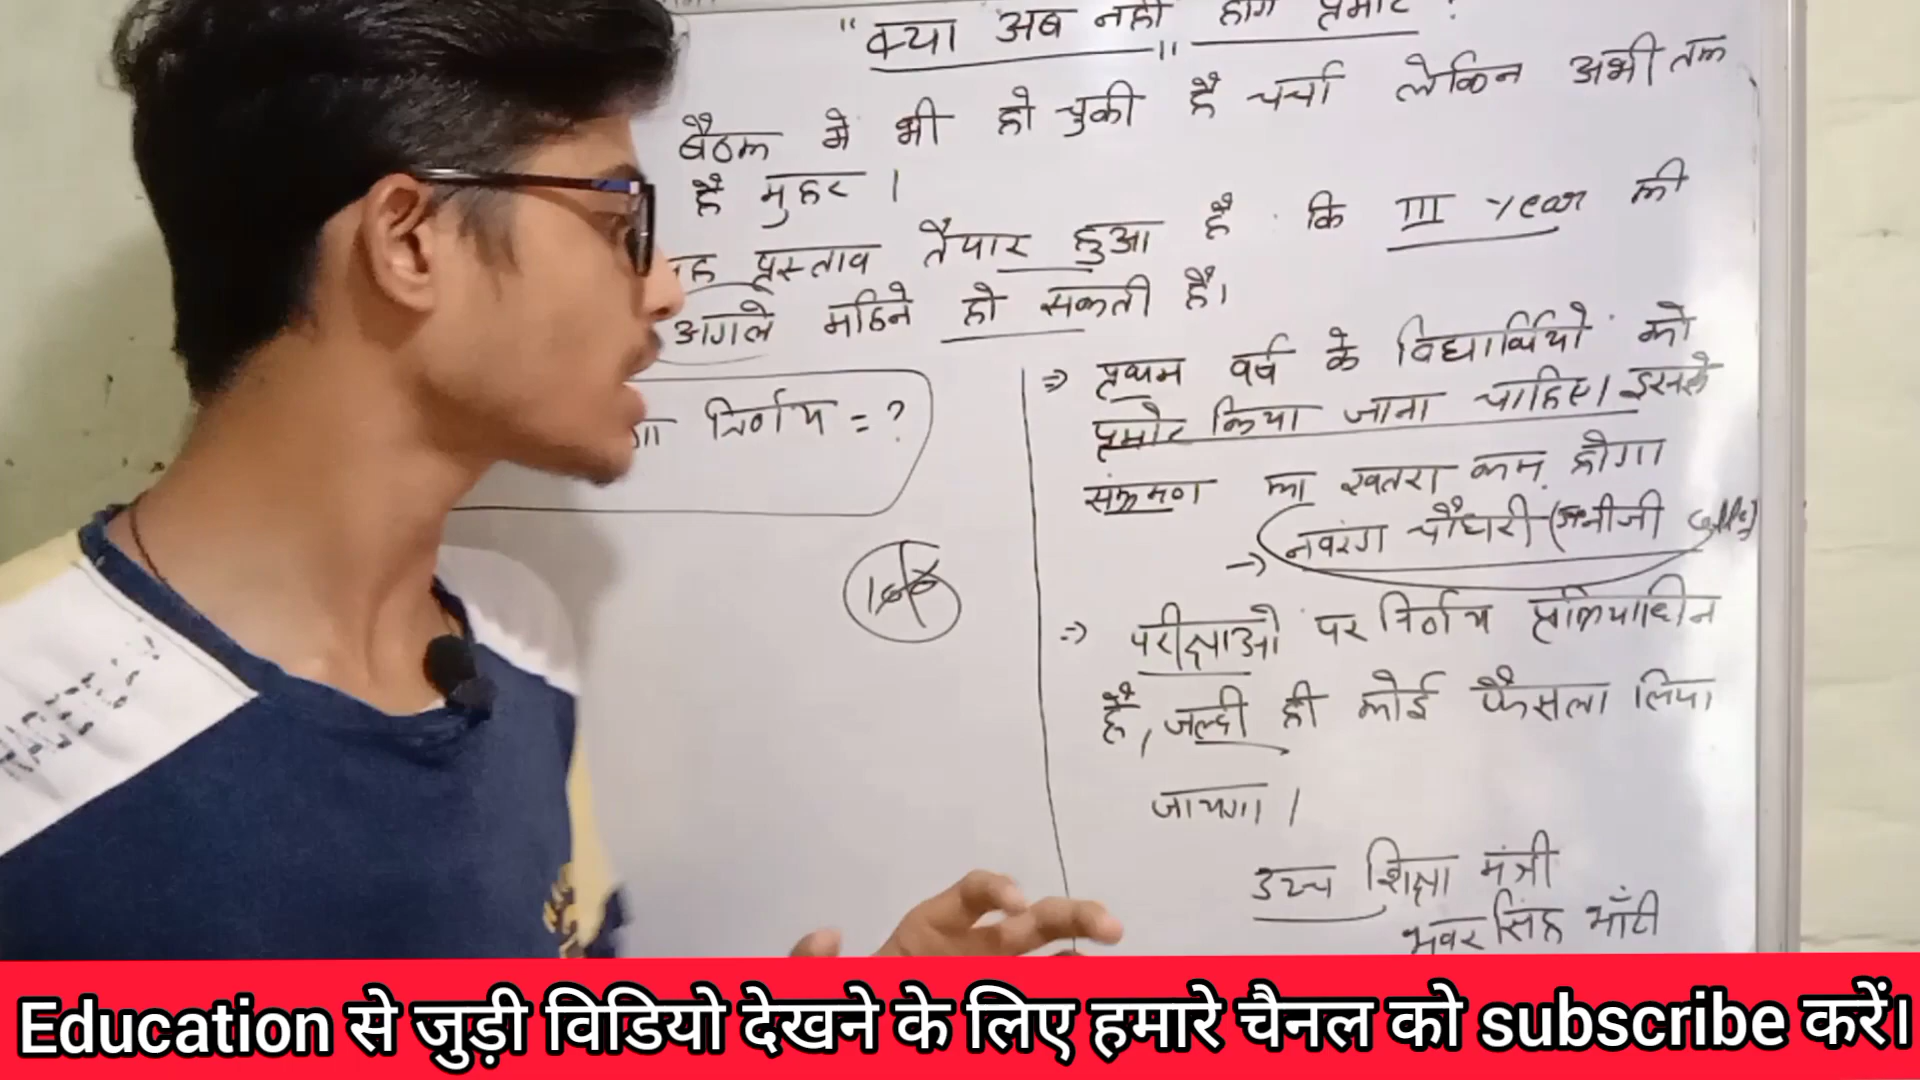 "क्या अब नही होंगे प्रमोट ?"
बैठक मे भी हो चुकी है चर्चा लेकिन अभी तक
है मुहर ।
प्रस्ताव तैयार हुआ है कि III year की
अगले महिने हो सकती है।
निर्णय = ?
⇒ प्रथम वर्ष के विद्यार्थियो को
प्रमोट किया जाना चाहिए। इससे
संक्रमण का खतरा कम होगा
→ नवरंग चौधरी (
⇒ परीक्षाओ पर निर्णय प्रक्रियाधीन
है, जल्दी ही कोई फैसला लिया
जायगा ।
उच्च शिक्षा मंत्री
भवर सिंह भाँटी
Education से जुड़ी विडियो देखने के लिए हमारे चैनल को subscribe करें।